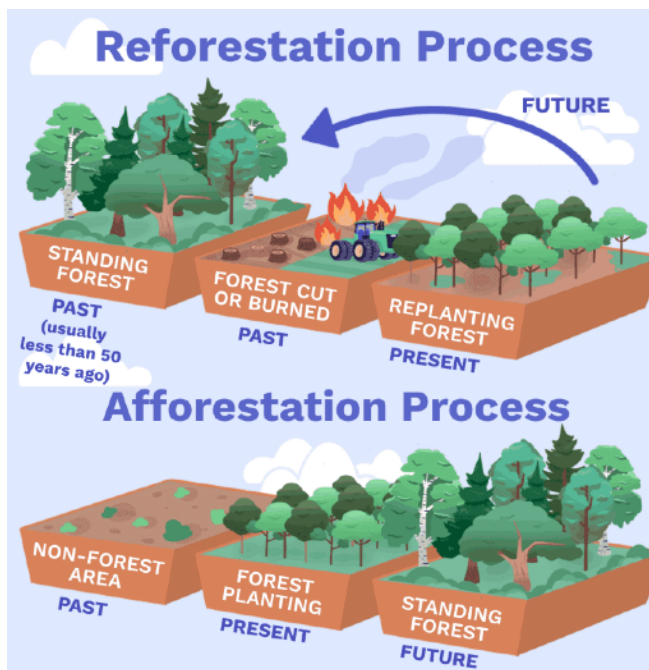 Reforestation Process
FUTURE
STANDING
FOREST
PAST
(usually
less than 50
years ago)
FOREST CUT
OR BURNED
PAST
REPLANTING
FOREST
PRESENT
Afforestation Process
NON-FOREST
AREA
PAST
FOREST
PLANTING
PRESENT
STANDING
FOREST
FUTURE